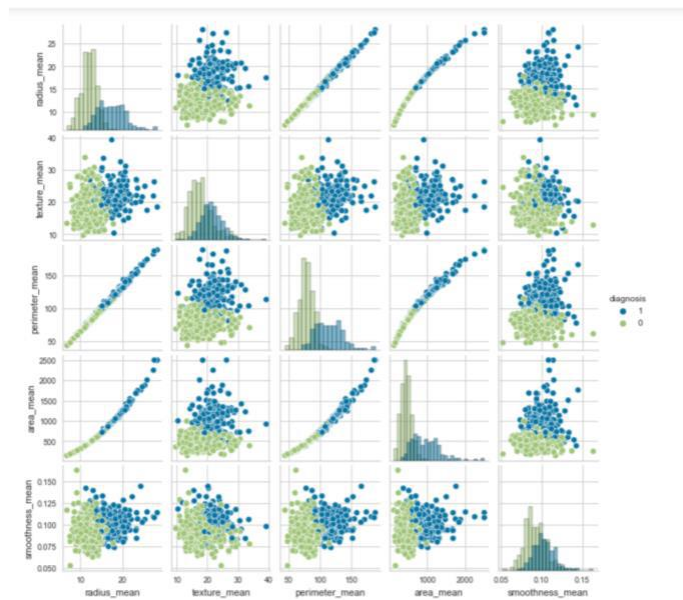 radius_mean
25
20
15
10
texture_mean
40
30
20
10
perimeter_mean
150
100
50
area_mean
2500
2000
1500
1000
500
smoothness_mean
0.150
0.125
0.100
0.075
0.050
diagnosis
1
0
10 20
10 20 30 40
50 100 150
1000 2000
0.05 0.10 0.15
radius_mean texture_mean perimeter_mean area_mean smoothness_mean